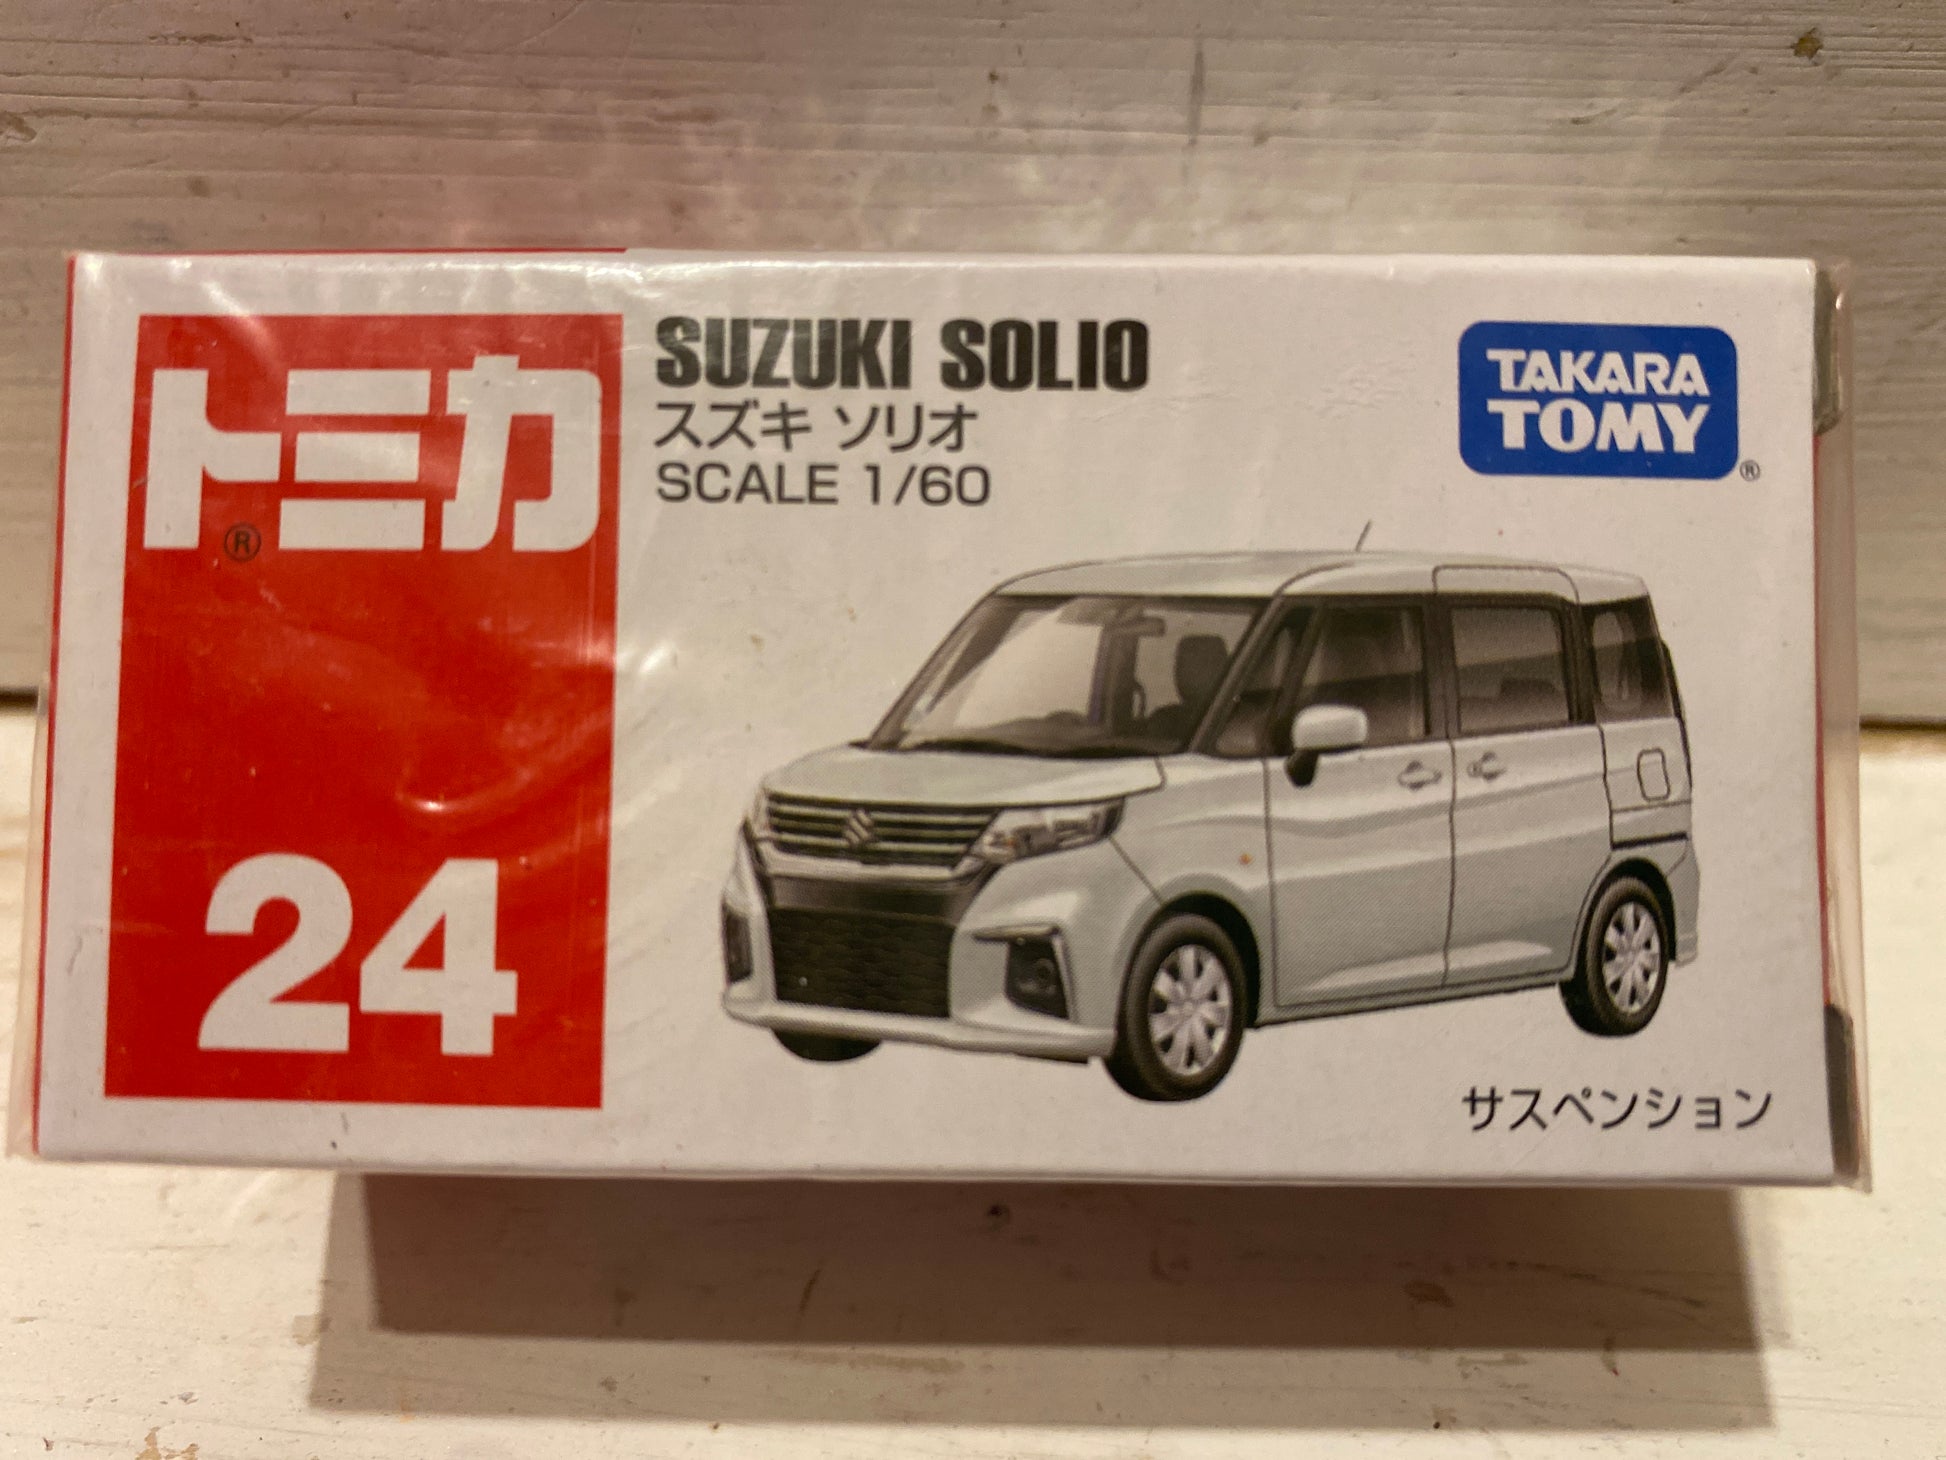 トミカ
®
24
SUZUKI SOLIO
スズキ ソリオ
SCALE 1/60
TAKARA
TOMY
®
サスペンション